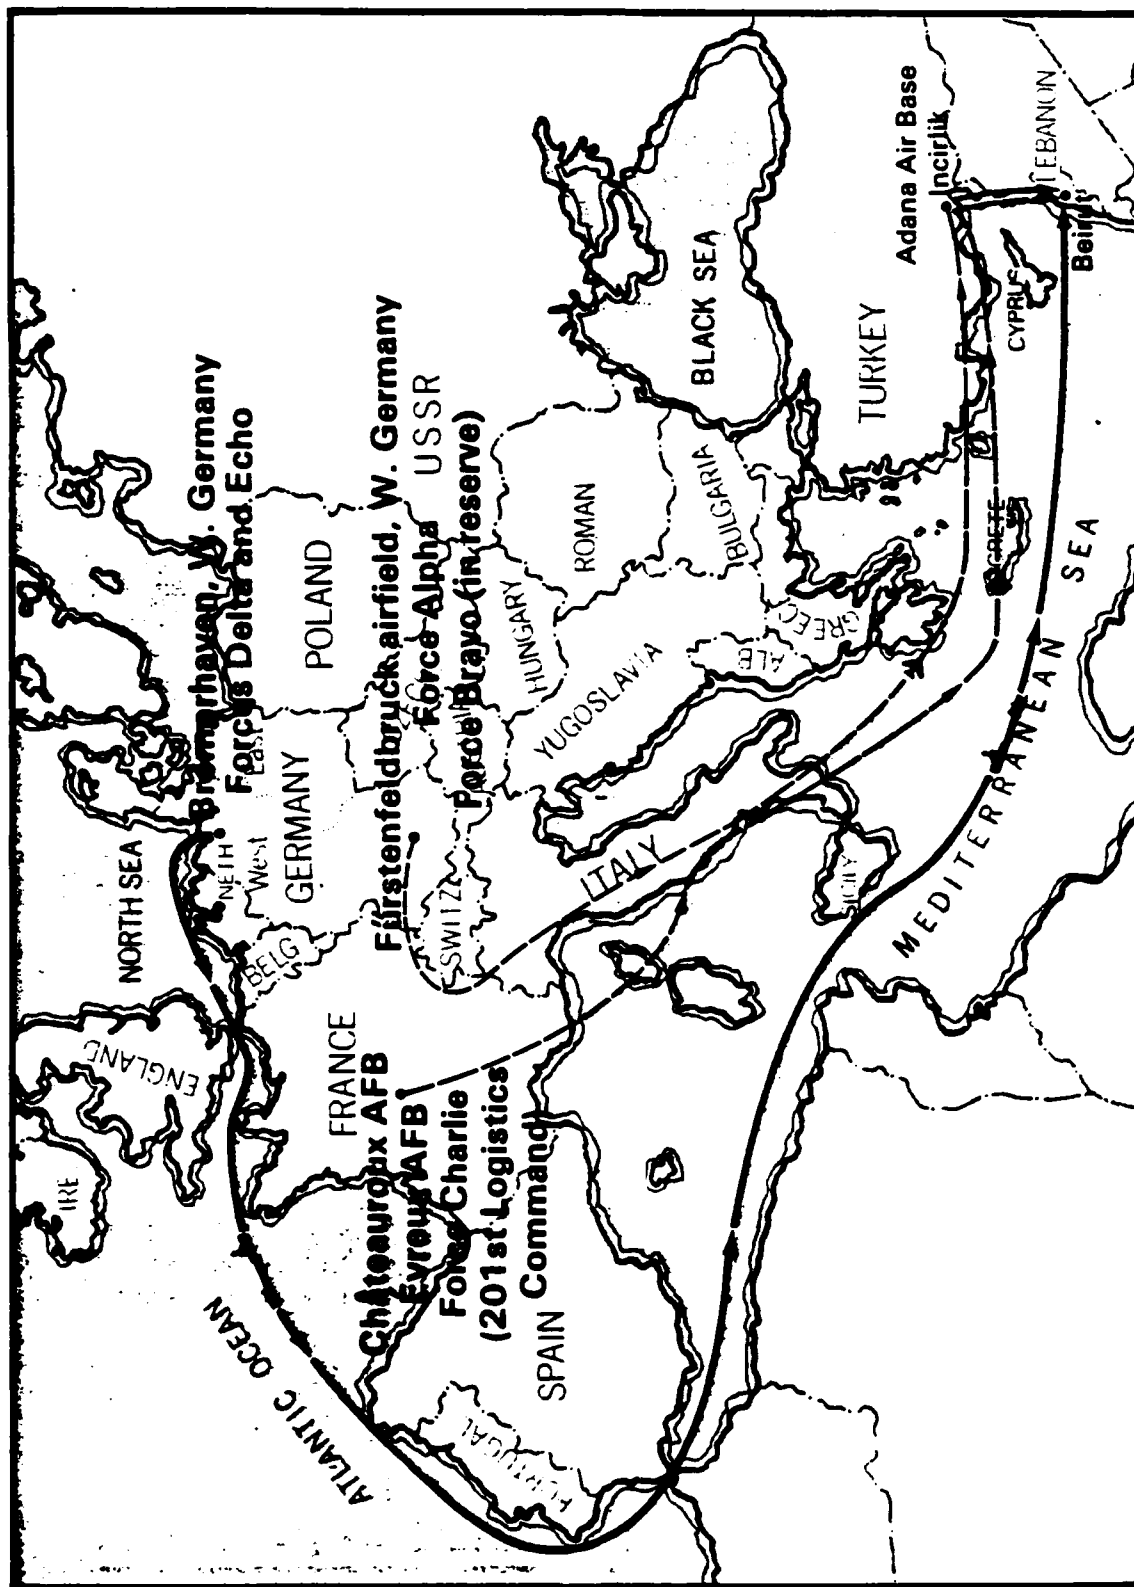 NORTH SEA
ENGLAND
IRE
ATLANTIC OCEAN
Bremerhaven, W. Germany
Forces Delta and Echo
East
NETH
West
GERMANY
BELG
POLAND
FRANCE
Fürstenfeldbruck airfield, W. Germany
Force Alpha
Force Bravo (in reserve)
USSR
SWITZ
HUNGARY
ROMAN
YUGOSLAVIA
BULGARIA
ALB
GREEC
ITALY
SICILY
BLACK SEA
TURKEY
Adana Air Base
Incirlik
LEBANON
Beirut
CYPRUS
CRETE
MEDITERRANEAN SEA
Châteauroux AFB
Evreux AFB
Force Charlie
(201st Logistics
Command)
SPAIN
PORTUGAL